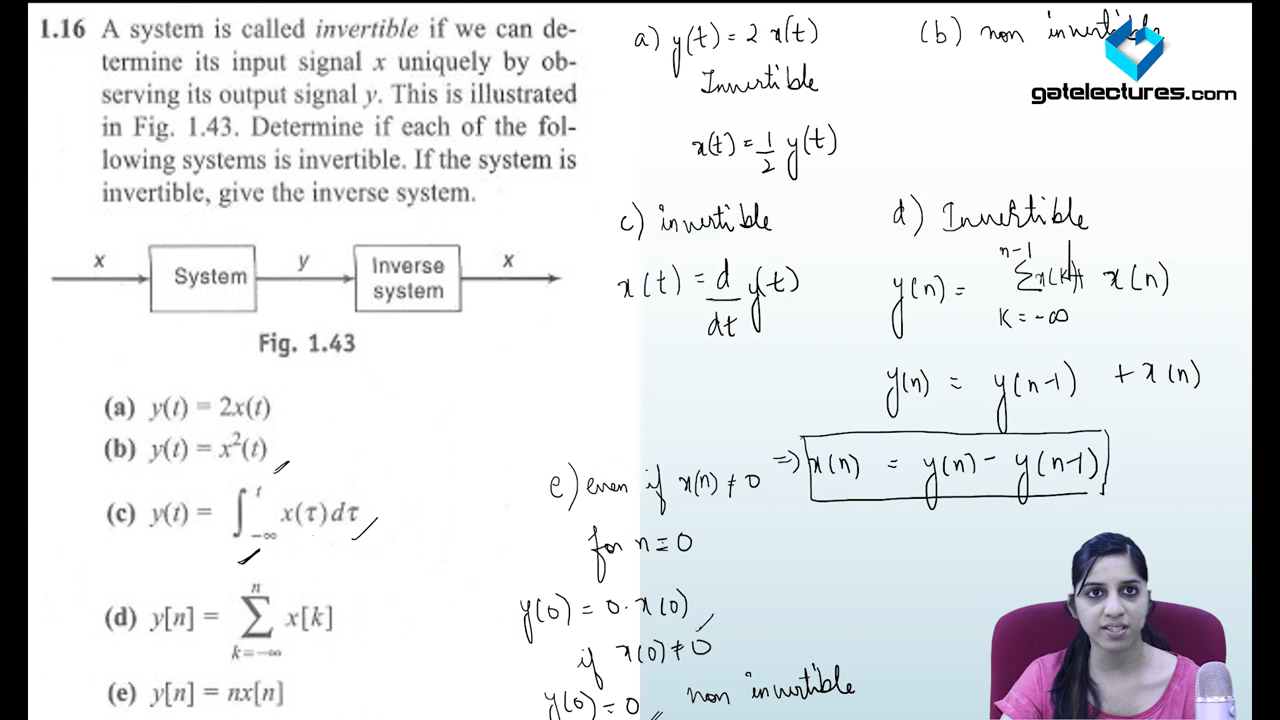 1.16 A system is called invertible if we can de-
termine its input signal x uniquely by ob-
serving its output signal y. This is illustrated
in Fig. 1.43. Determine if each of the fol-
lowing systems is invertible. If the system is
invertible, give the inverse system.
x
System
y
Inverse
system
x
Fig. 1.43
(a) y(t) = 2x(t)
(b) y(t) = x²(t)
(c) y(t) = ∫_{-∞}^{t} x(τ)dτ
(d) y[n] = ∑_{k=-∞}^{n} x[k]
(e) y[n] = nx[n]
a) y(t) = 2 x(t)
Invertible
x(t) = 1/2 y(t)
(b) non invertible
gatelectures.com
c) invertible
x(t) = d/dt y(t)
d) Invertible
y(n) = ∑_{K=-∞}^{n-1} x(k) + x(n)
y(n) = y(n-1) + x(n)
⇒ x(n) = y(n) - y(n-1)
e) even if x(n) ≠ 0
for n = 0
y(0) = 0.x(0)
if x(0) ≠ 0
y(0) = 0
non invertible